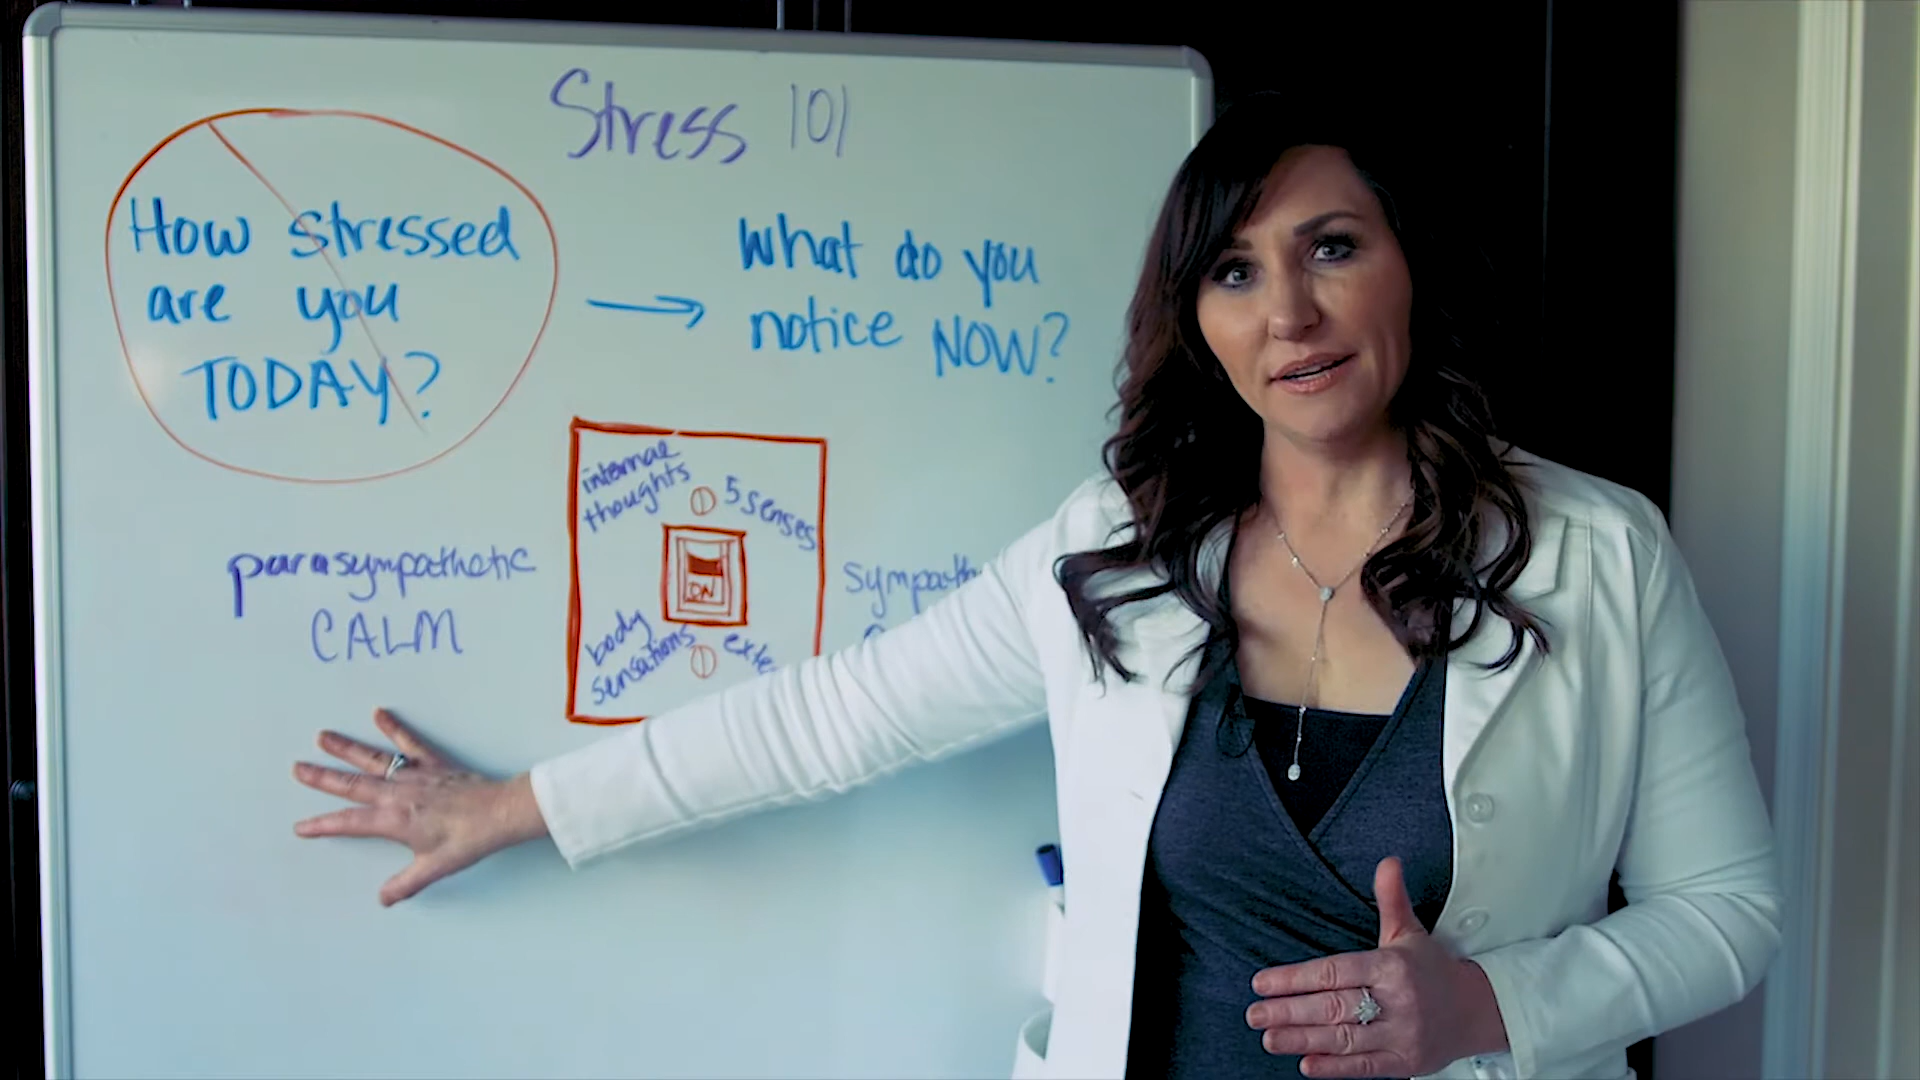 Stress 101
How stressed
are you
TODAY?
What do you
notice NOW?
internal
thoughts
5 senses
parasympathetic
CALM
ON
body
sensations